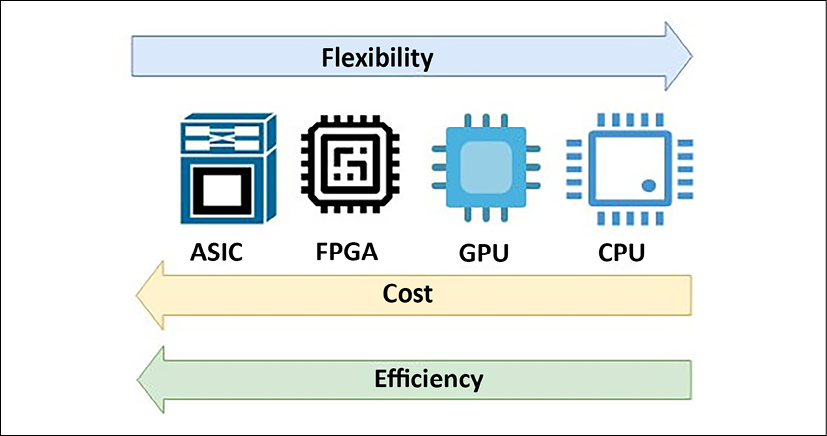 Flexibility
ASIC FPGA GPU CPU
Cost
Efficiency